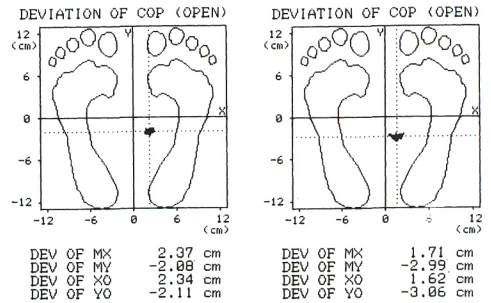 DEVIATION OF COP (OPEN)
12
(cm)
Y
6
0
X
-6
-12
-12
-6
0
6
12
(cm)
DEV OF MX 2.37 cm
DEV OF MY -2.08 cm
DEV OF XO 2.34 cm
DEV OF YO -2.11 cm
DEVIATION OF COP (OPEN)
12
(cm)
Y
6
0
X
-6
-12
-12
-6
0
6
12
(cm)
DEV OF MX 1.71 cm
DEV OF MY -2.99 cm
DEV OF XO 1.62 cm
DEV OF YO -3.06 cm